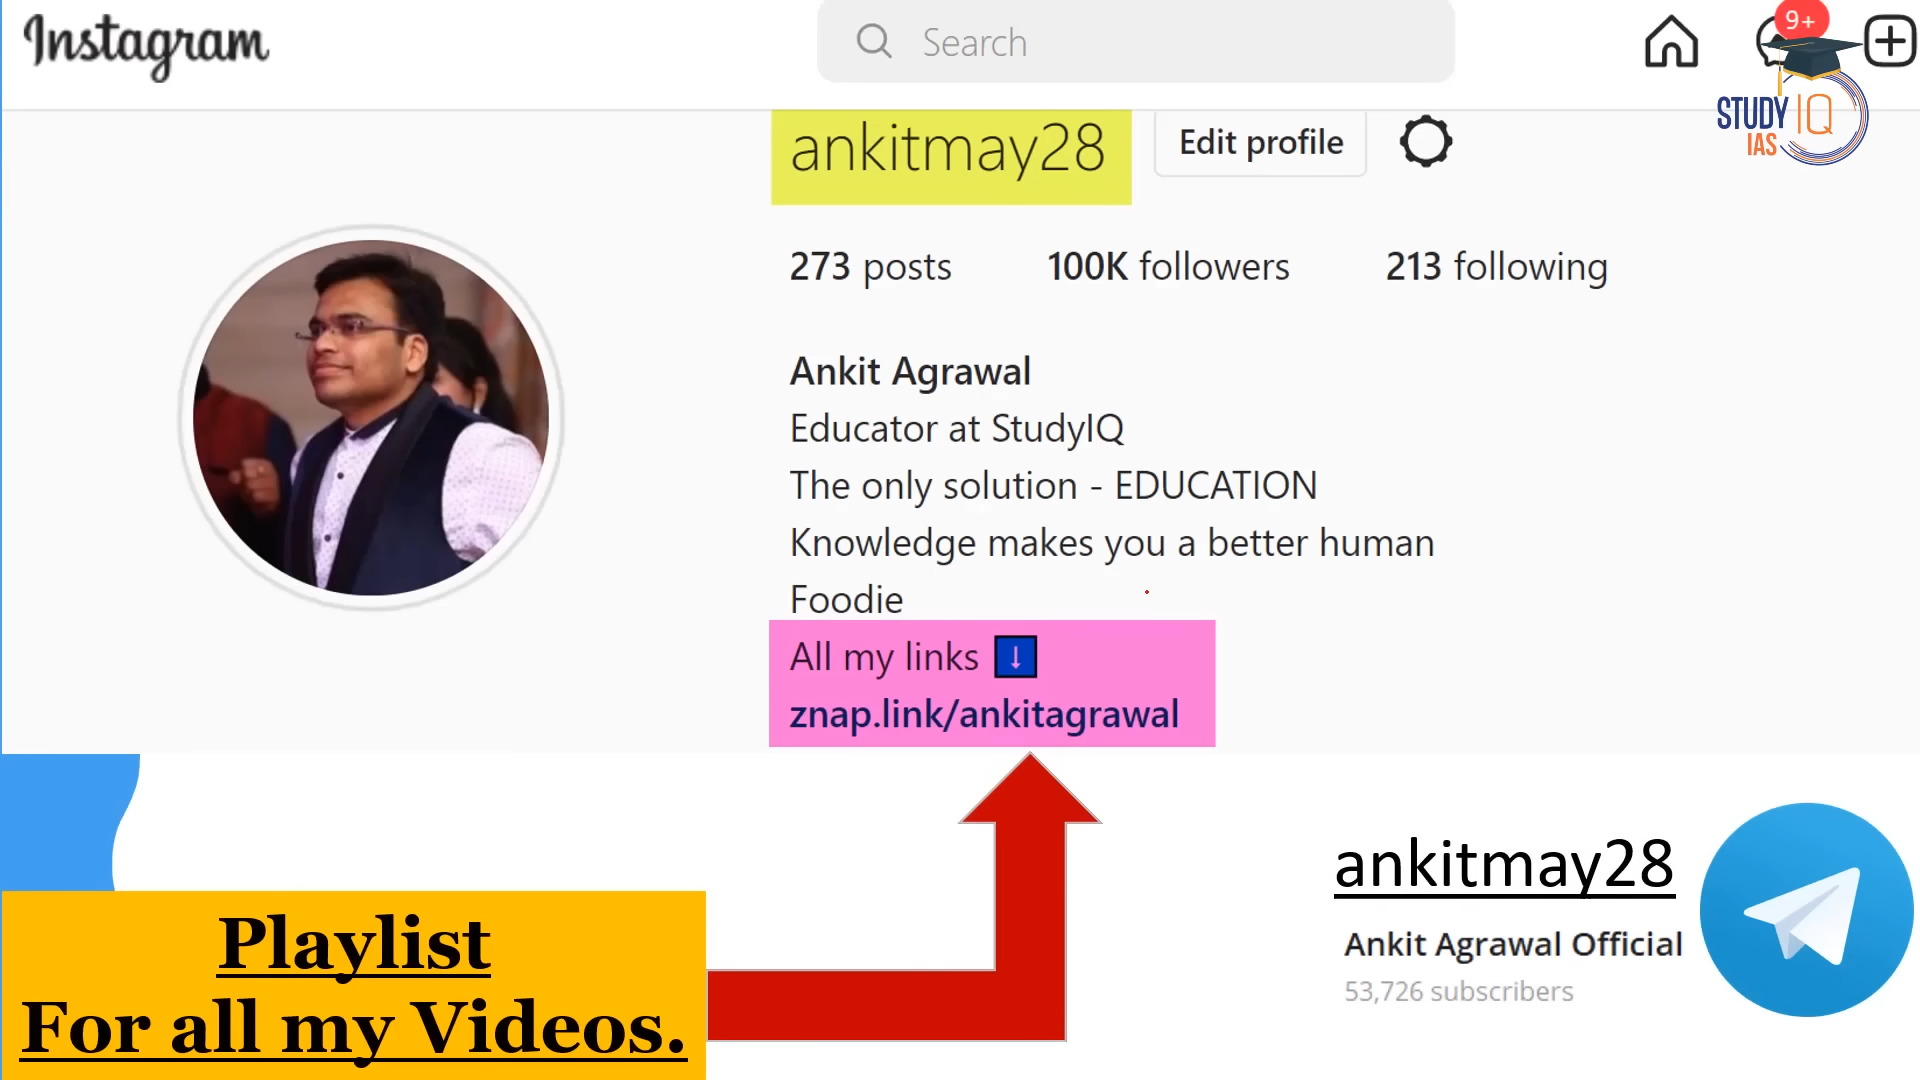 Instagram
Search
9+
STUDY IQ
IAS
ankitmay28
Edit profile
273 posts 100K followers 213 following
Ankit Agrawal
Educator at StudyIQ
The only solution - EDUCATION
Knowledge makes you a better human
Foodie
All my links ↓
znap.link/ankitagrawal
Playlist
For all my Videos.
ankitmay28
Ankit Agrawal Official
53,726 subscribers